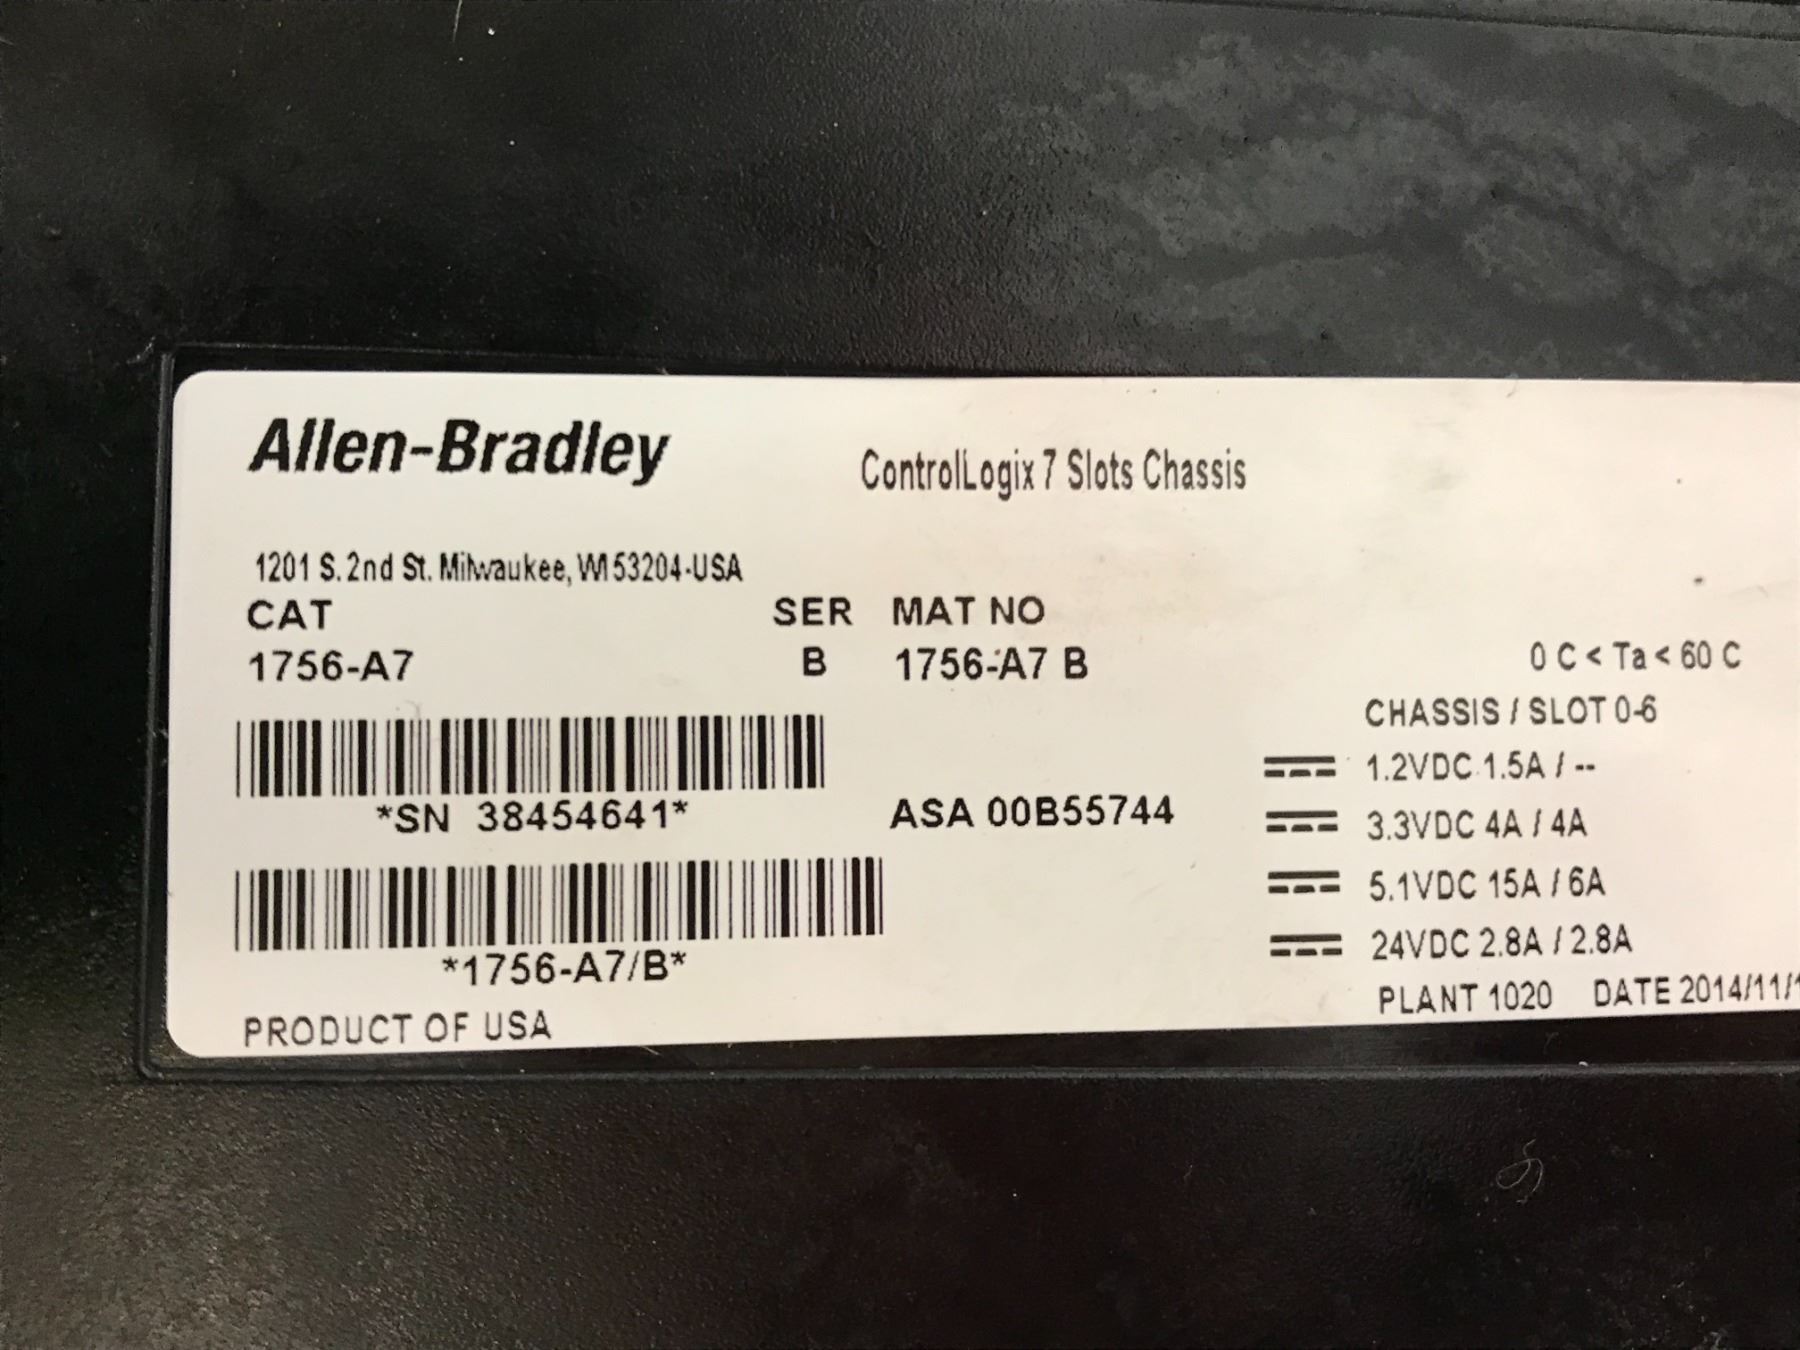 Allen-Bradley
ControlLogix 7 Slots Chassis
1201 S. 2nd St. Milwaukee, WI 53204-USA
CAT SER MAT NO
1756-A7 B 1756-A7 B
0 C < Ta < 60 C
CHASSIS / SLOT 0-6
1.2VDC 1.5A / --
*SN 38454641*
ASA 00B55744
3.3VDC 4A / 4A
5.1VDC 15A / 6A
24VDC 2.8A / 2.8A
*1756-A7/B*
PLANT 1020 DATE 2014/11/
PRODUCT OF USA